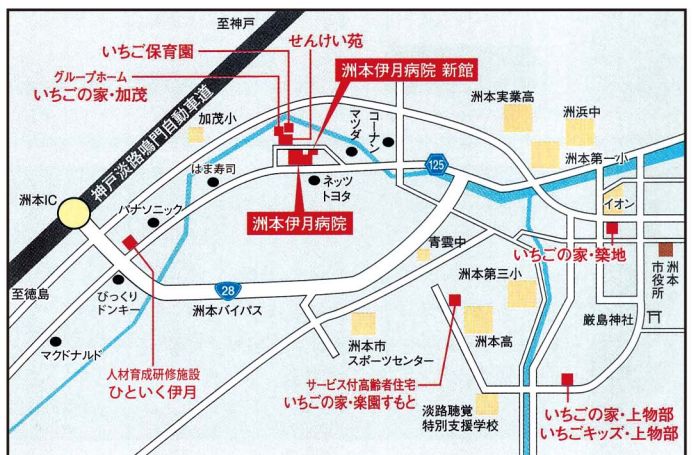 至神戸
せんけい苑
いちご保育園
グループホーム
いちごの家・加茂
洲本伊月病院 新館
神戸淡路鳴門自動車道
加茂小
マツダ
コーナン
洲本実業高
洲浜中
洲本第一小
125
はま寿司
ネッツ
トヨタ
洲本IC
パナソニック
洲本伊月病院
イオン
いちごの家・築地
青雲中
洲本
市役所
洲本第三小
至徳島
びっくり
ドンキー
28
洲本バイパス
厳島神社
マクドナルド
洲本市
スポーツセンター
洲本高
人材育成研修施設
ひといく伊月
サービス付高齢者住宅
いちごの家・楽園すもと
淡路聴覚
特別支援学校
いちごの家・上物部
いちごキッズ・上物部